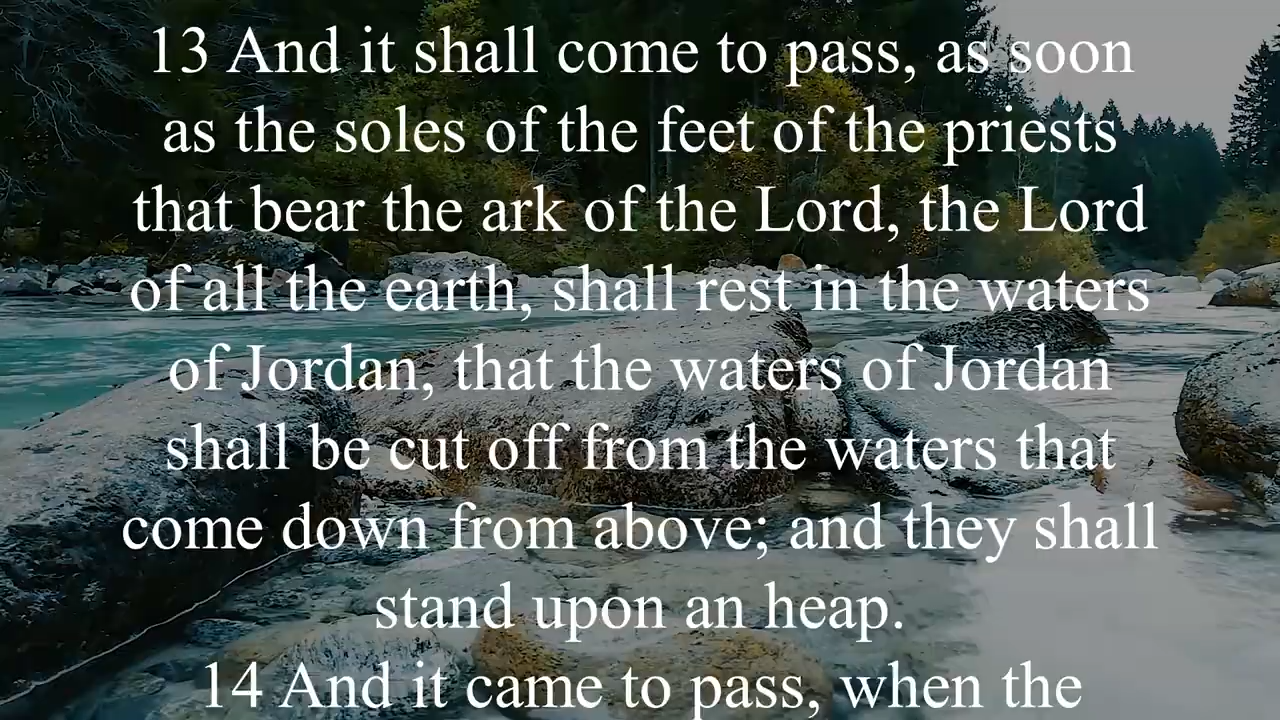 13 And it shall come to pass, as soon
as the soles of the feet of the priests
that bear the ark of the Lord, the Lord
of all the earth, shall rest in the waters
of Jordan, that the waters of Jordan
shall be cut off from the waters that
come down from above; and they shall
stand upon an heap.
14 And it came to pass, when the